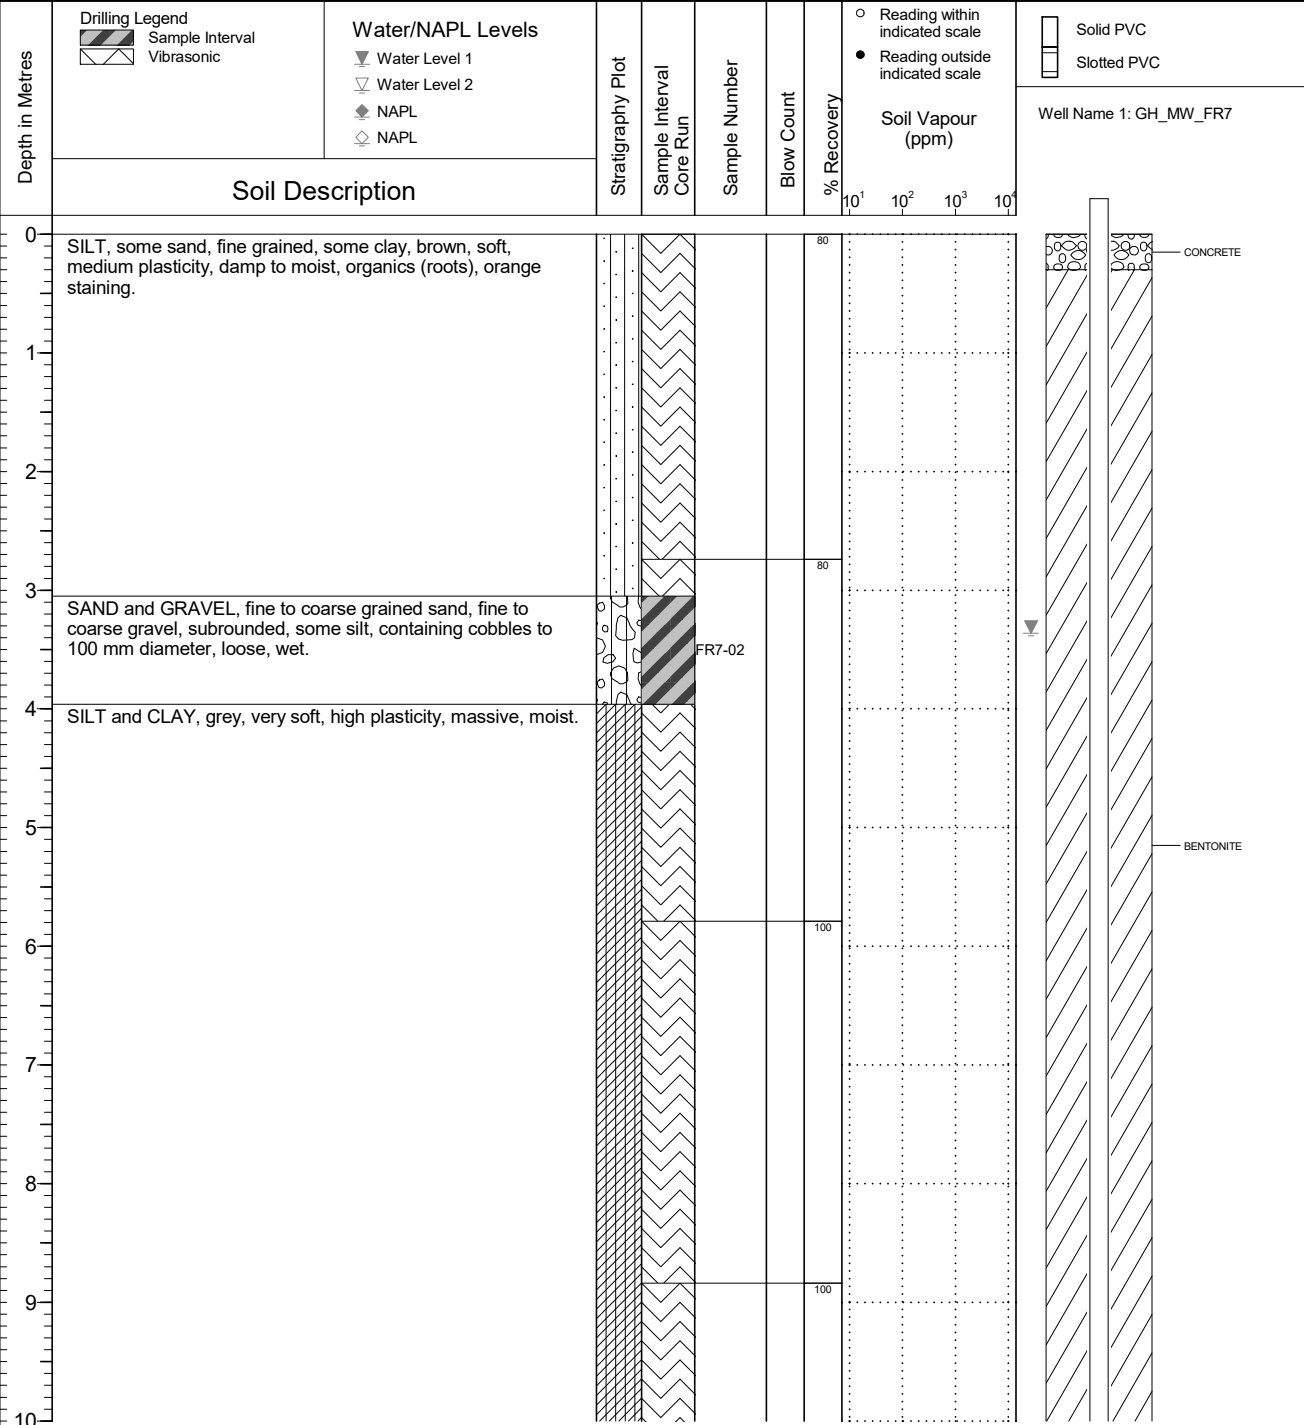 Drilling Legend
Sample Interval
Vibrasonic
Water/NAPL Levels
Water Level 1
Water Level 2
NAPL
NAPL
Depth in Metres
Soil Description
Stratigraphy Plot
Sample Interval
Core Run
Sample Number
Blow Count
% Recovery
Reading within
indicated scale
Reading outside
indicated scale
Soil Vapour
(ppm)
10¹ 10² 10³ 10⁴
Solid PVC
Slotted PVC
Well Name 1: GH_MW_FR7
0
SILT, some sand, fine grained, some clay, brown, soft,
medium plasticity, damp to moist, organics (roots), orange
staining.
80
CONCRETE
1
2
80
3
SAND and GRAVEL, fine to coarse grained sand, fine to
coarse gravel, subrounded, some silt, containing cobbles to
100 mm diameter, loose, wet.
FR7-02
4
SILT and CLAY, grey, very soft, high plasticity, massive, moist.
5
BENTONITE
100
6
7
8
100
9
10